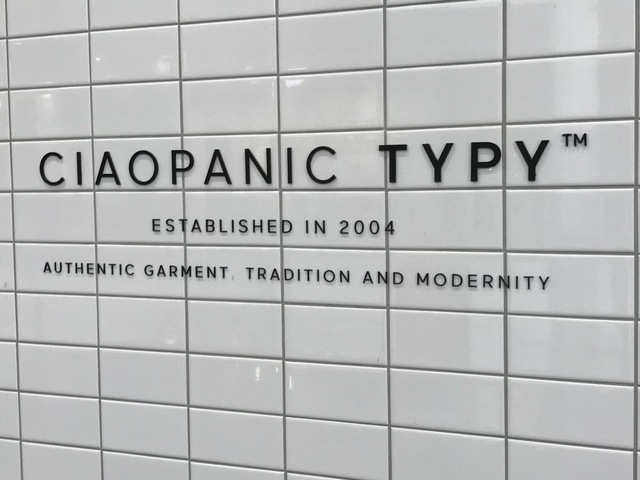 CIAOPANIC TYPY™
ESTABLISHED IN 2004
AUTHENTIC GARMENT, TRADITION AND MODERNITY